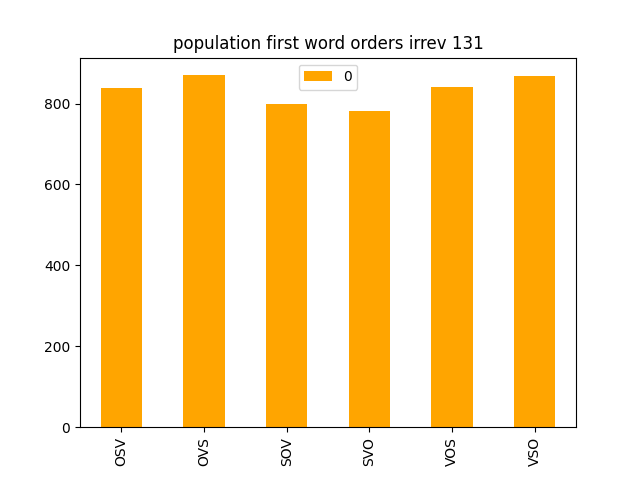 population first word orders irrev 131
0
800
600
400
200
0
OSV
OVS
SOV
SVO
VOS
VSO